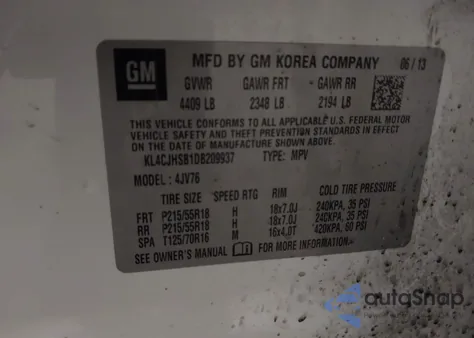 GM
MFD BY GM KOREA COMPANY 06/13
GVWR GAWR FRT GAWR RR
4409 LB 2348 LB 2194 LB
THIS VEHICLE CONFORMS TO ALL APPLICABLE U.S. FEDERAL MOTOR
VEHICLE SAFETY AND THEFT PREVENTION STANDARDS IN EFFECT ON THE
DATE OF MANUFACTURE SHOWN ABOVE.
KL4CJHSB1DB209937 TYPE: MPV
MODEL: 4JV76
TIRE SIZE SPEED RTG RIM COLD TIRE PRESSURE
FRT P215/55R18 H 18x7.0J 240KPA, 35 PSI
RR P215/55R18 H 18x7.0J 240KPA, 35 PSI
SPA T125/70R16 M 16x4.0T 420KPA, 60 PSI
SEE OWNER'S MANUAL FOR MORE INFORMATION.
autoSnap